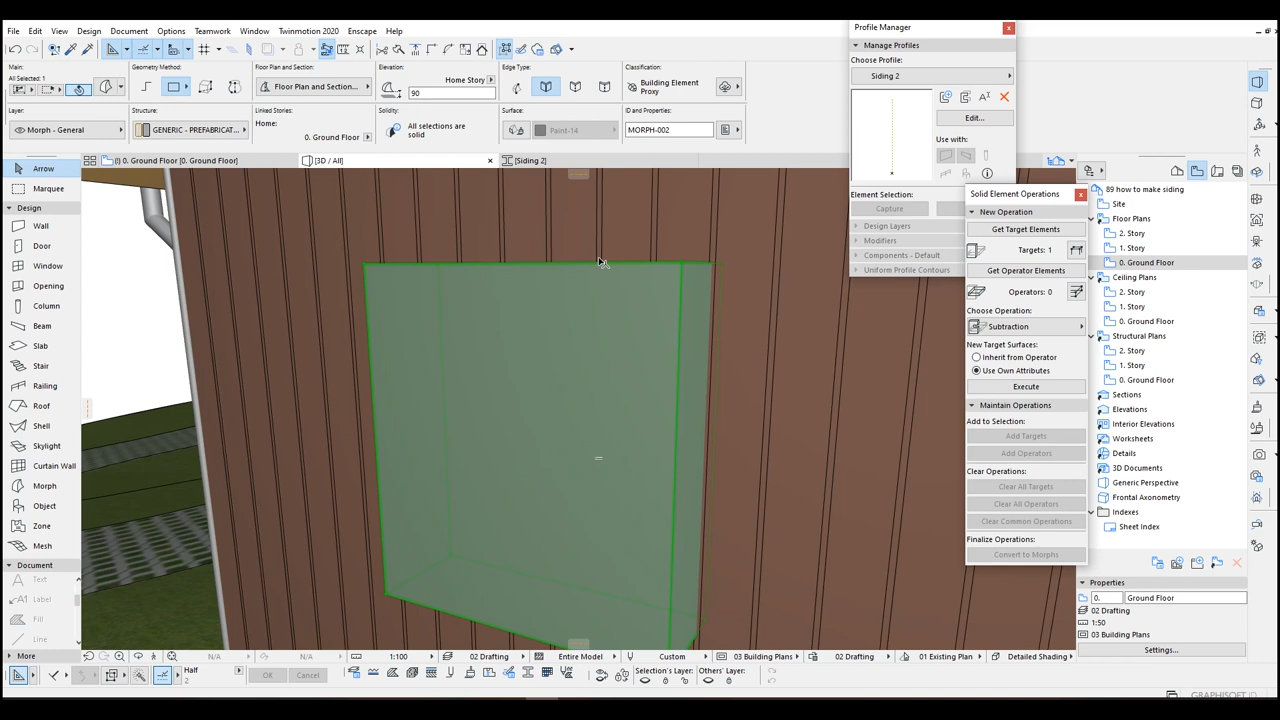 File Edit View Design Document Options Teamwork Window Twinmotion 2020 Enscape Help
Profile Manager
Manage Profiles
Choose Profile:
Siding 2
Edit...
Use with:
Element Selection:
Capture
Design Layers
Modifiers
Components - Default
Uniform Profile Contours
Main:
All Selected: 1
Geometry Method:
Floor Plan and Section:
Floor Plan and Section...
Elevation:
Home Story
90
Edge Type:
Classification:
Building Element
Proxy
Layer:
Morph - General
Structure:
GENERIC - PREFABRICAT...
Linked Stories:
Home:
0. Ground Floor
Solidity:
All selections are
solid
Surface:
Paint-14
ID and Properties:
MORPH-002
(!) 0. Ground Floor [0. Ground Floor]
[3D / All]
[Siding 2]
Arrow
Marquee
Design
Wall
Door
Window
Opening
Column
Beam
Slab
Stair
Railing
Roof
Shell
Skylight
Curtain Wall
Morph
Object
Zone
Mesh
Document
Text
Label
Fill
Line
More
Solid Element Operations
New Operation
Get Target Elements
Targets: 1
Get Operator Elements
Operators: 0
Choose Operation:
Subtraction
New Target Surfaces:
Inherit from Operator
Use Own Attributes
Execute
Maintain Operations
Add to Selection:
Add Targets
Add Operators
Clear Operations:
Clear All Targets
Clear All Operators
Clear Common Operations
Finalize Operations:
Convert to Morphs
89 how to make siding
Site
Floor Plans
2. Story
1. Story
0. Ground Floor
Ceiling Plans
2. Story
1. Story
0. Ground Floor
Structural Plans
2. Story
1. Story
0. Ground Floor
Sections
Elevations
Interior Elevations
Worksheets
Details
3D Documents
Generic Perspective
Frontal Axonometry
Indexes
Sheet Index
Properties
0. Ground Floor
02 Drafting
1:50
03 Building Plans
Settings...
N/A N/A 1:100 02 Drafting Entire Model Custom 03 Building Plans 02 Drafting 01 Existing Plan Detailed Shading
Half
2
OK Cancel
Selection's Layer: Others' Layer:
GRAPHISOFT ID